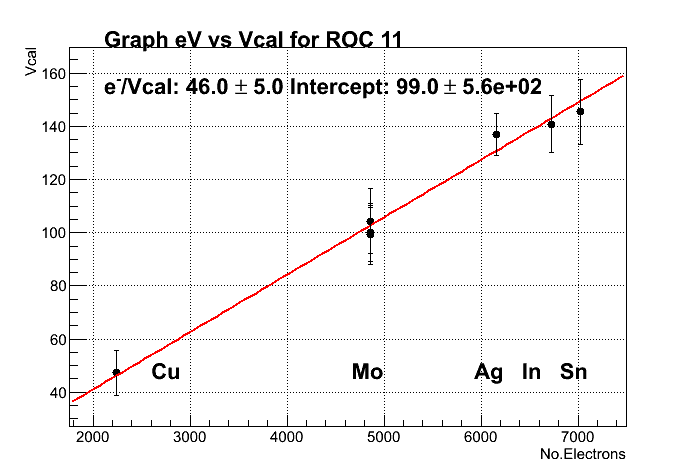 Graph eV vs Vcal for ROC 11
Vcal
e-/Vcal: 46.0 ± 5.0 Intercept: 99.0 ± 5.6e+02
160
140
120
100
80
60
40
Cu Mo Ag In Sn
2000 3000 4000 5000 6000 7000
No.Electrons